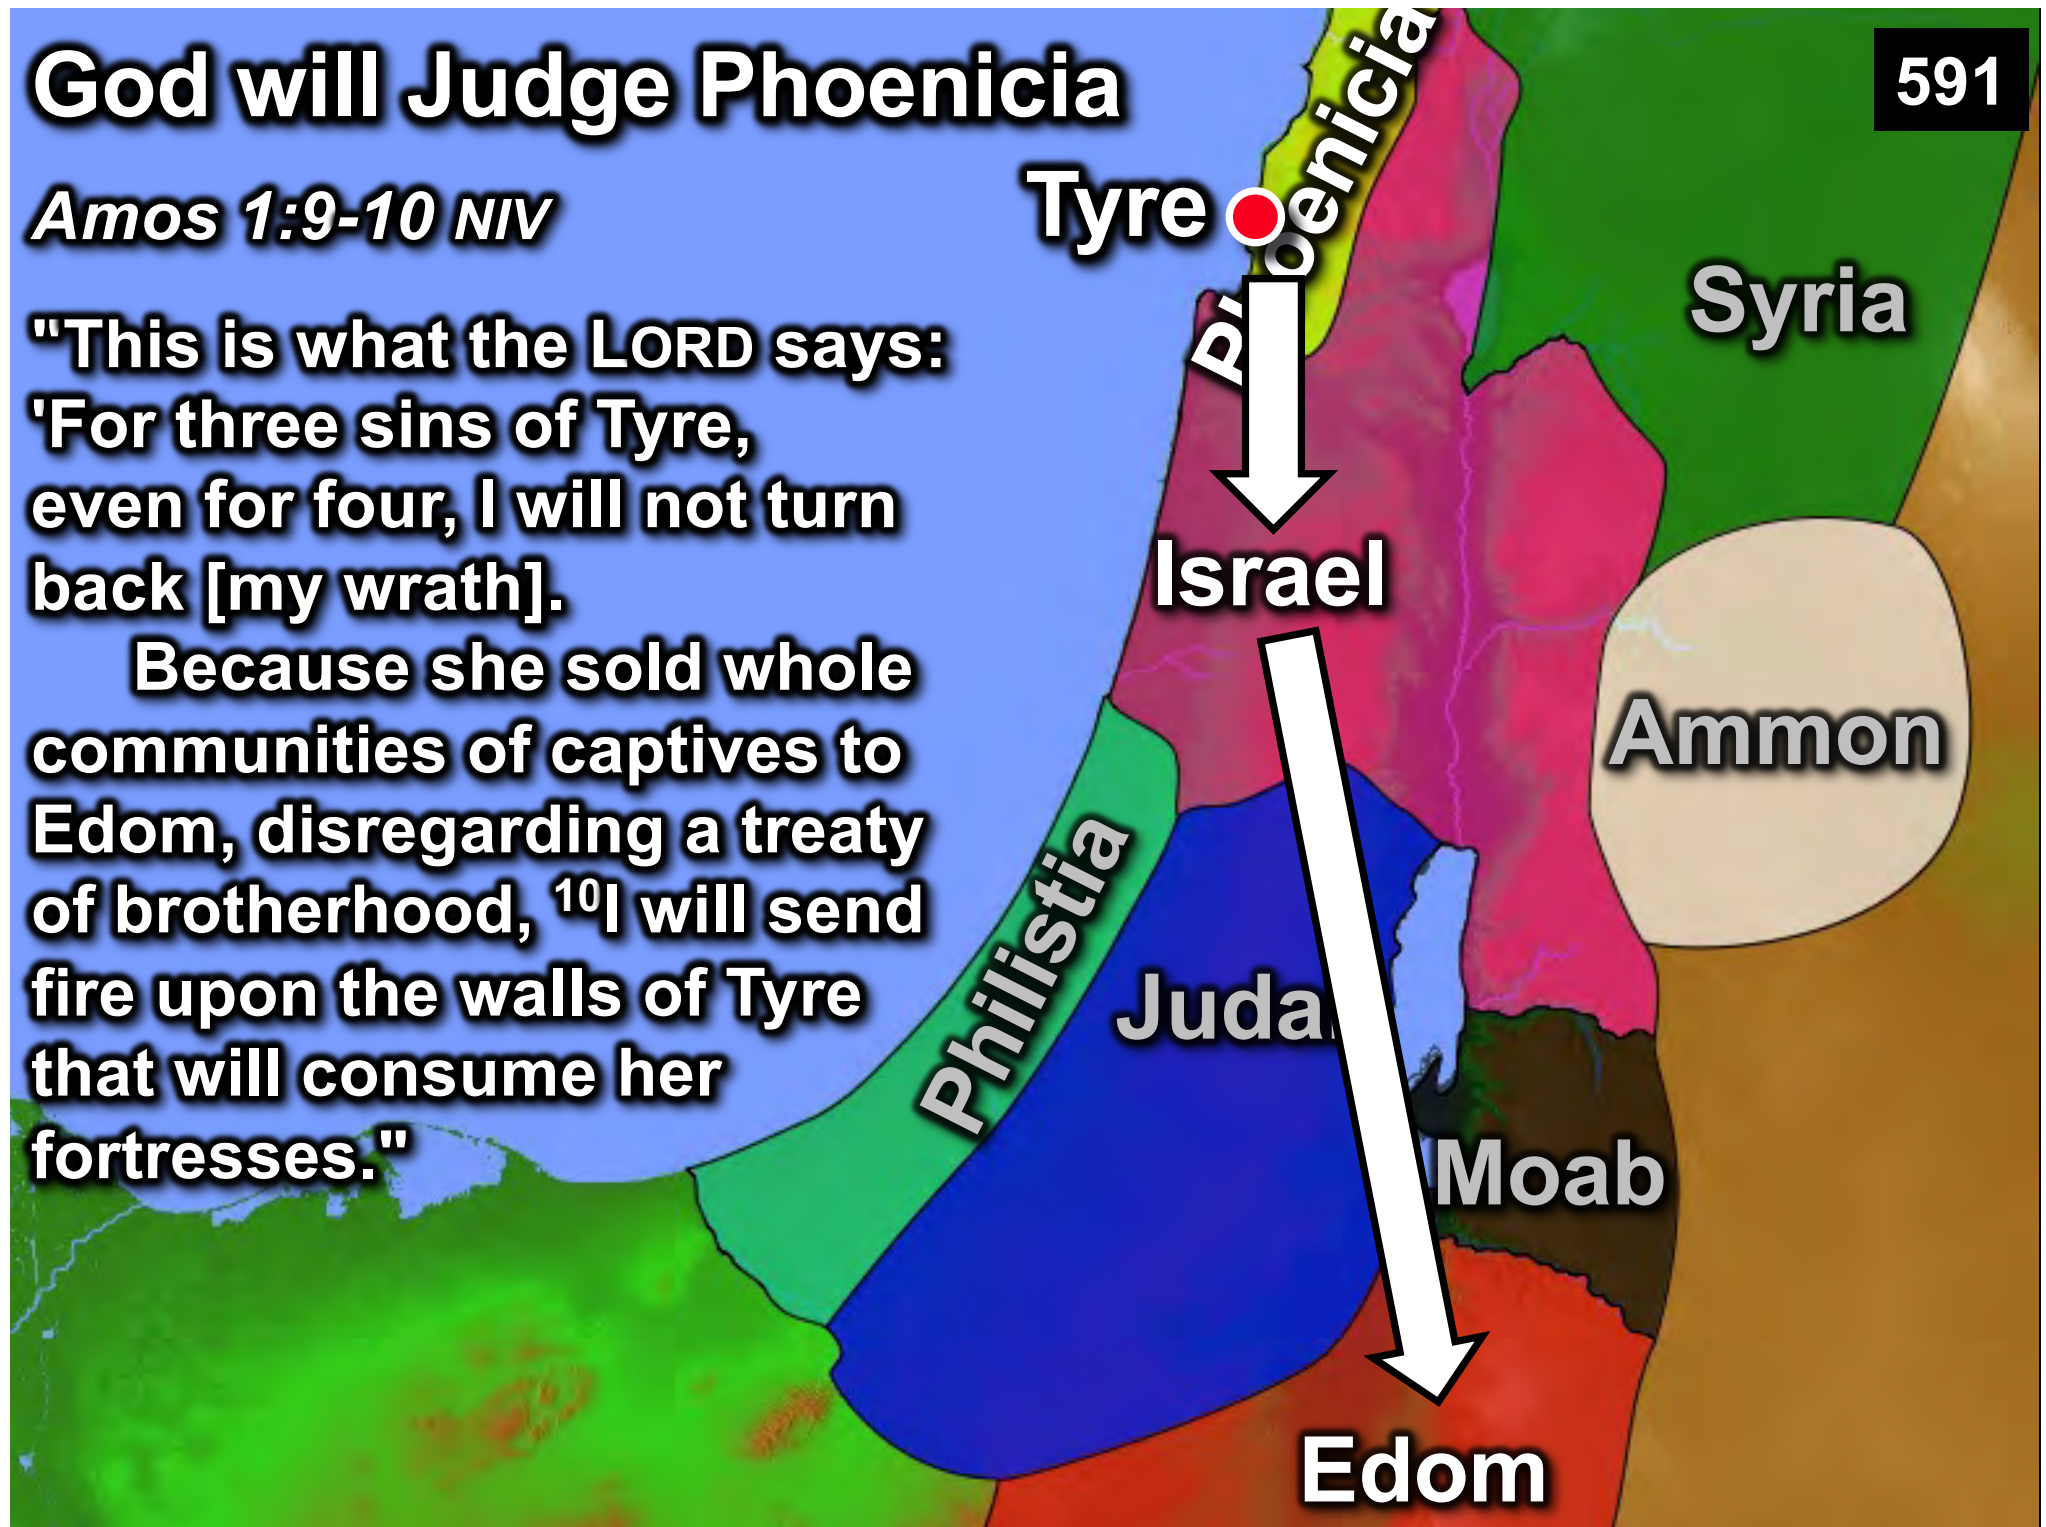 God will Judge Phoenicia
591
Amos 1:9-10 NIV
"This is what the LORD says:
'For three sins of Tyre,
even for four, I will not turn
back [my wrath].
Because she sold whole
communities of captives to
Edom, disregarding a treaty
of brotherhood, 10I will send
fire upon the walls of Tyre
that will consume her
fortresses."
Phoenicia
Tyre
Syria
Israel
Ammon
Philistia
Juda
Moab
Edom